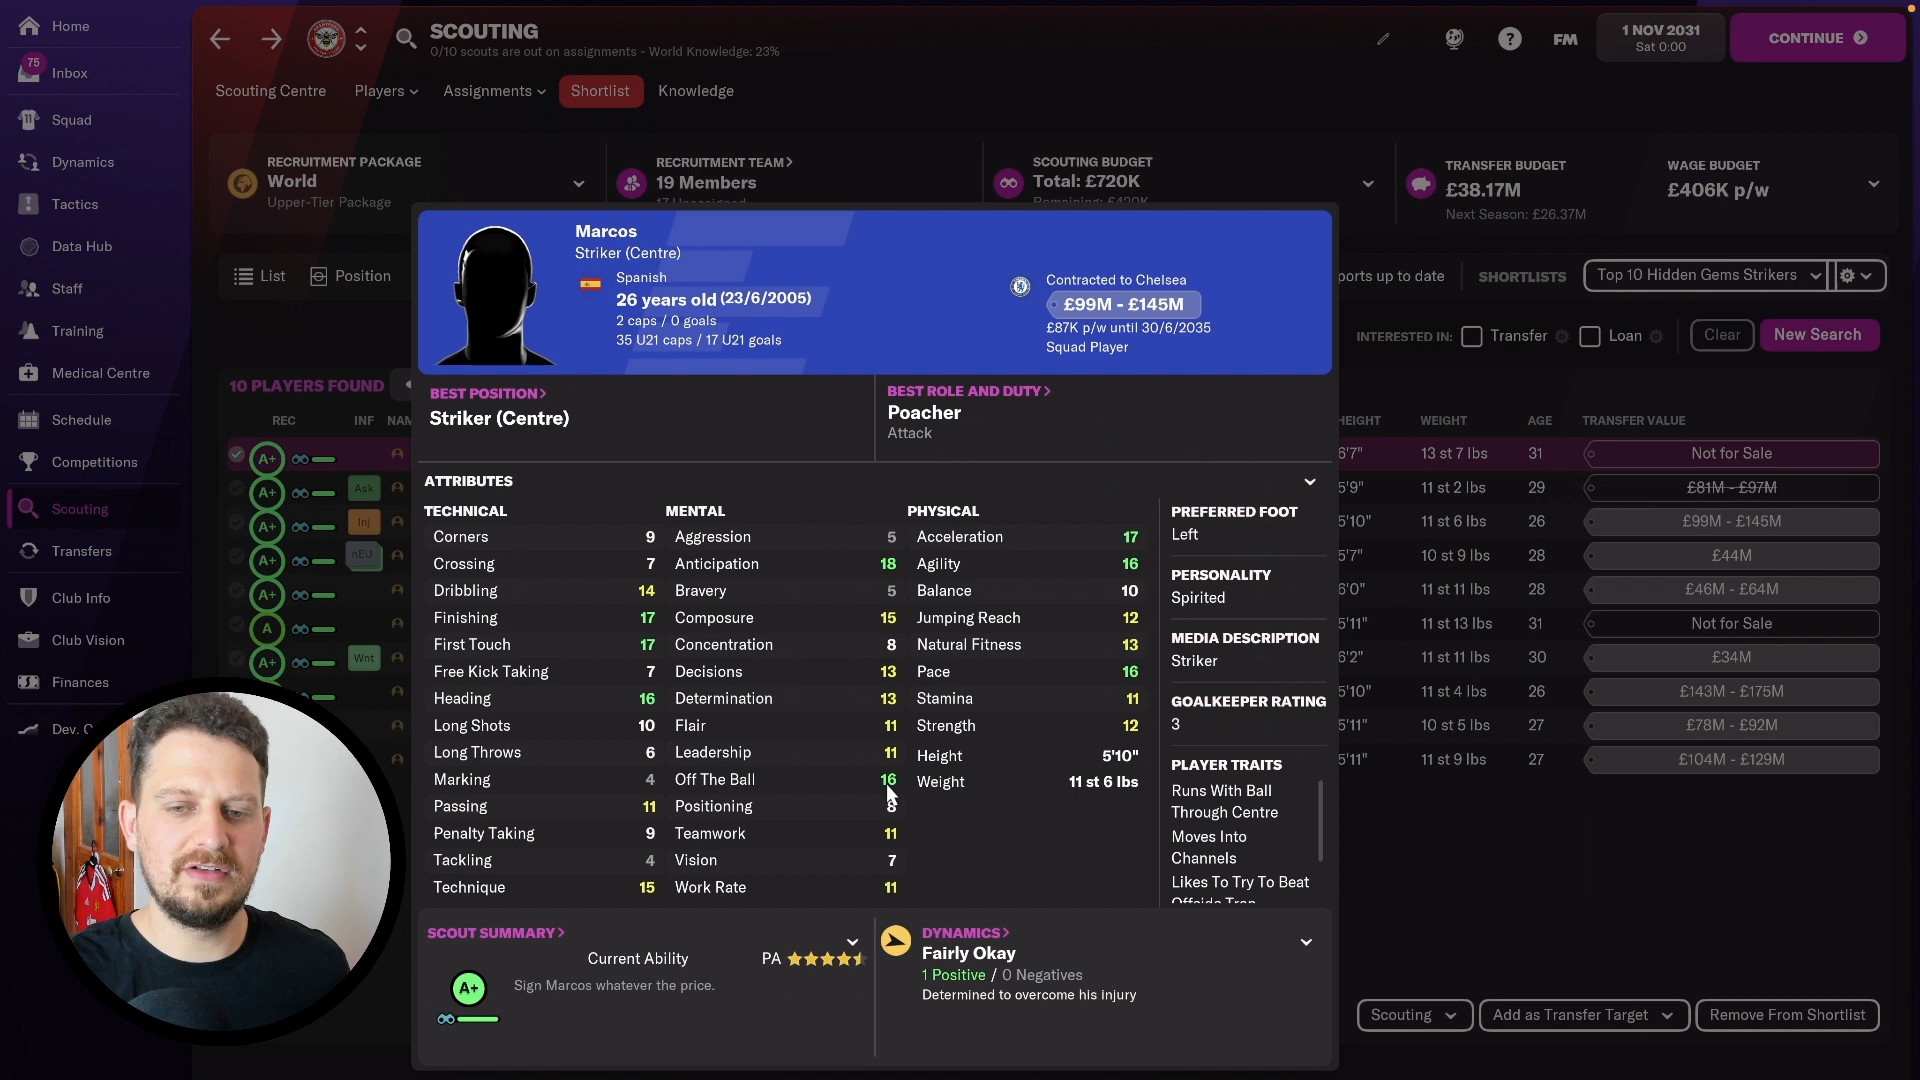 Home
75
Inbox
Squad
Dynamics
Tactics
Data Hub
Staff
Training
Medical Centre
Schedule
Competitions
Scouting
Transfers
Club Info
Club Vision
Finances
Dev. C
SCOUTING
0/10 scouts are out on assignments - World Knowledge: 23%
FM
1 NOV 2031
Sat 0:00
CONTINUE
Scouting Centre
Players
Assignments
Shortlist
Knowledge
RECRUITMENT PACKAGE
World
Upper-Tier Package
RECRUITMENT TEAM>
19 Members
17 Unassigned
SCOUTING BUDGET
Total: £720K
Remaining: £420K
TRANSFER BUDGET
£38.17M
Next Season: £26.37M
WAGE BUDGET
£406K p/w
List
Position
ports up to date
SHORTLISTS
Top 10 Hidden Gems Strikers
INTERESTED IN:
Transfer
Loan
Clear
New Search
10 PLAYERS FOUND
REC INF NAM
A+
A+ Ask
A+ Inj
A+ nEU
A+
A
A+ Wnt
HEIGHT WEIGHT AGE TRANSFER VALUE
6'7" 13 st 7 lbs 31 Not for Sale
5'9" 11 st 2 lbs 29 £81M - £97M
5'10" 11 st 6 lbs 26 £99M - £145M
5'7" 10 st 9 lbs 28 £44M
6'0" 11 st 11 lbs 28 £46M - £64M
5'11" 11 st 13 lbs 31 Not for Sale
6'2" 11 st 11 lbs 30 £34M
5'10" 11 st 4 lbs 26 £143M - £175M
5'11" 10 st 5 lbs 27 £78M - £92M
5'11" 11 st 9 lbs 27 £104M - £129M
Marcos
Striker (Centre)
Spanish
26 years old (23/6/2005)
2 caps / 0 goals
35 U21 caps / 17 U21 goals
Contracted to Chelsea
£99M - £145M
£87K p/w until 30/6/2035
Squad Player
BEST POSITION>
Striker (Centre)
BEST ROLE AND DUTY>
Poacher
Attack
ATTRIBUTES
TECHNICAL
Corners 9
Crossing 7
Dribbling 14
Finishing 17
First Touch 17
Free Kick Taking 7
Heading 16
Long Shots 10
Long Throws 6
Marking 4
Passing 11
Penalty Taking 9
Tackling 4
Technique 15
MENTAL
Aggression 5
Anticipation 18
Bravery 5
Composure 15
Concentration 8
Decisions 13
Determination 13
Flair 11
Leadership 11
Off The Ball 16
Positioning 8
Teamwork 11
Vision 7
Work Rate 11
PHYSICAL
Acceleration 17
Agility 16
Balance 10
Jumping Reach 12
Natural Fitness 13
Pace 16
Stamina 11
Strength 12
Height 5'10"
Weight 11 st 6 lbs
PREFERRED FOOT
Left
PERSONALITY
Spirited
MEDIA DESCRIPTION
Striker
GOALKEEPER RATING
3
PLAYER TRAITS
Runs With Ball
Through Centre
Moves Into
Channels
Likes To Try To Beat
Offside Trap
SCOUT SUMMARY>
Current Ability
PA
A+
Sign Marcos whatever the price.
DYNAMICS>
Fairly Okay
1 Positive / 0 Negatives
Determined to overcome his injury
Scouting
Add as Transfer Target
Remove From Shortlist